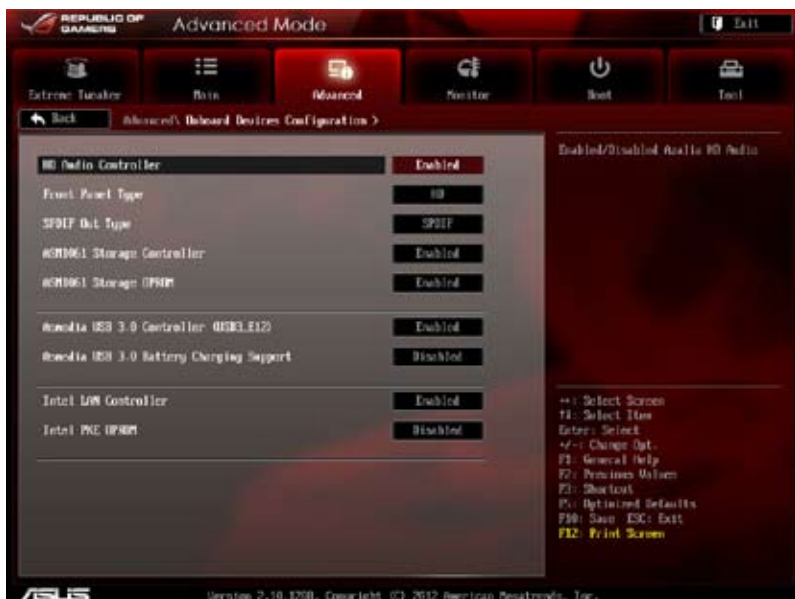 REPUBLIC OF
GAMERS
Advanced Mode
Exit
Extreme Tweaker
Main
Advanced
Monitor
Boot
Tool
Back
Advanced\ Onboard Devices Configuration >
HD Audio Controller
Enabled
Front Panel Type
HD
SPDIF Out Type
SPDIF
ASM1061 Storage Controller
Enabled
ASM1061 Storage OPROM
Enabled
Asmedia USB 3.0 Controller (USB3_E12)
Enabled
Asmedia USB 3.0 Battery Charging Support
Disabled
Intel LAN Controller
Enabled
Intel PXE OPROM
Disabled
Enabled/Disabled Azalia HD Audio
→←: Select Screen
↑↓: Select Item
Enter: Select
+/-: Change Opt.
F1: General Help
F2: Previous Values
F3: Shortcut
F5: Optimized Defaults
F10: Save ESC: Exit
F12: Print Screen
ASUS
Version 2.10.1208. Copyright (C) 2012 American Megatrends, Inc.